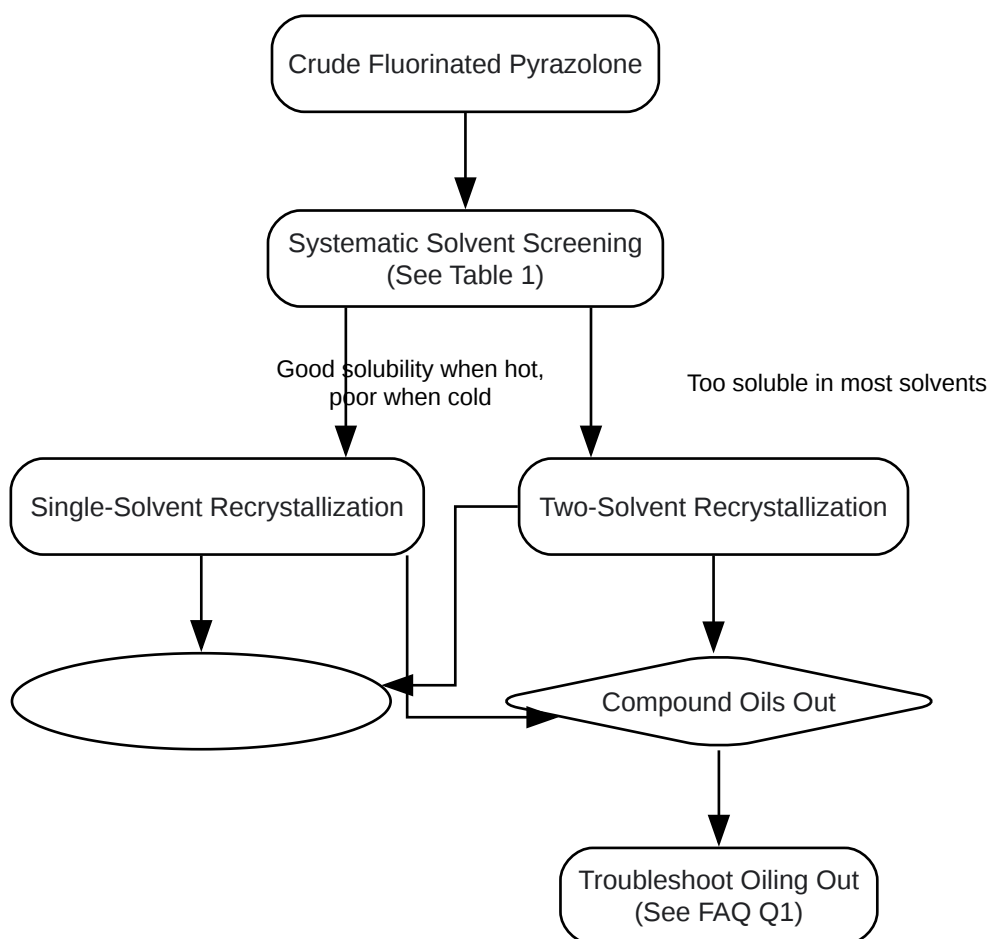 Crude Fluorinated Pyrazolone
Systematic Solvent Screening
(See Table 1)
Good solubility when hot,
poor when cold
Too soluble in most solvents
Single-Solvent Recrystallization
Two-Solvent Recrystallization
Compound Oils Out
Troubleshoot Oiling Out
(See FAQ Q1)